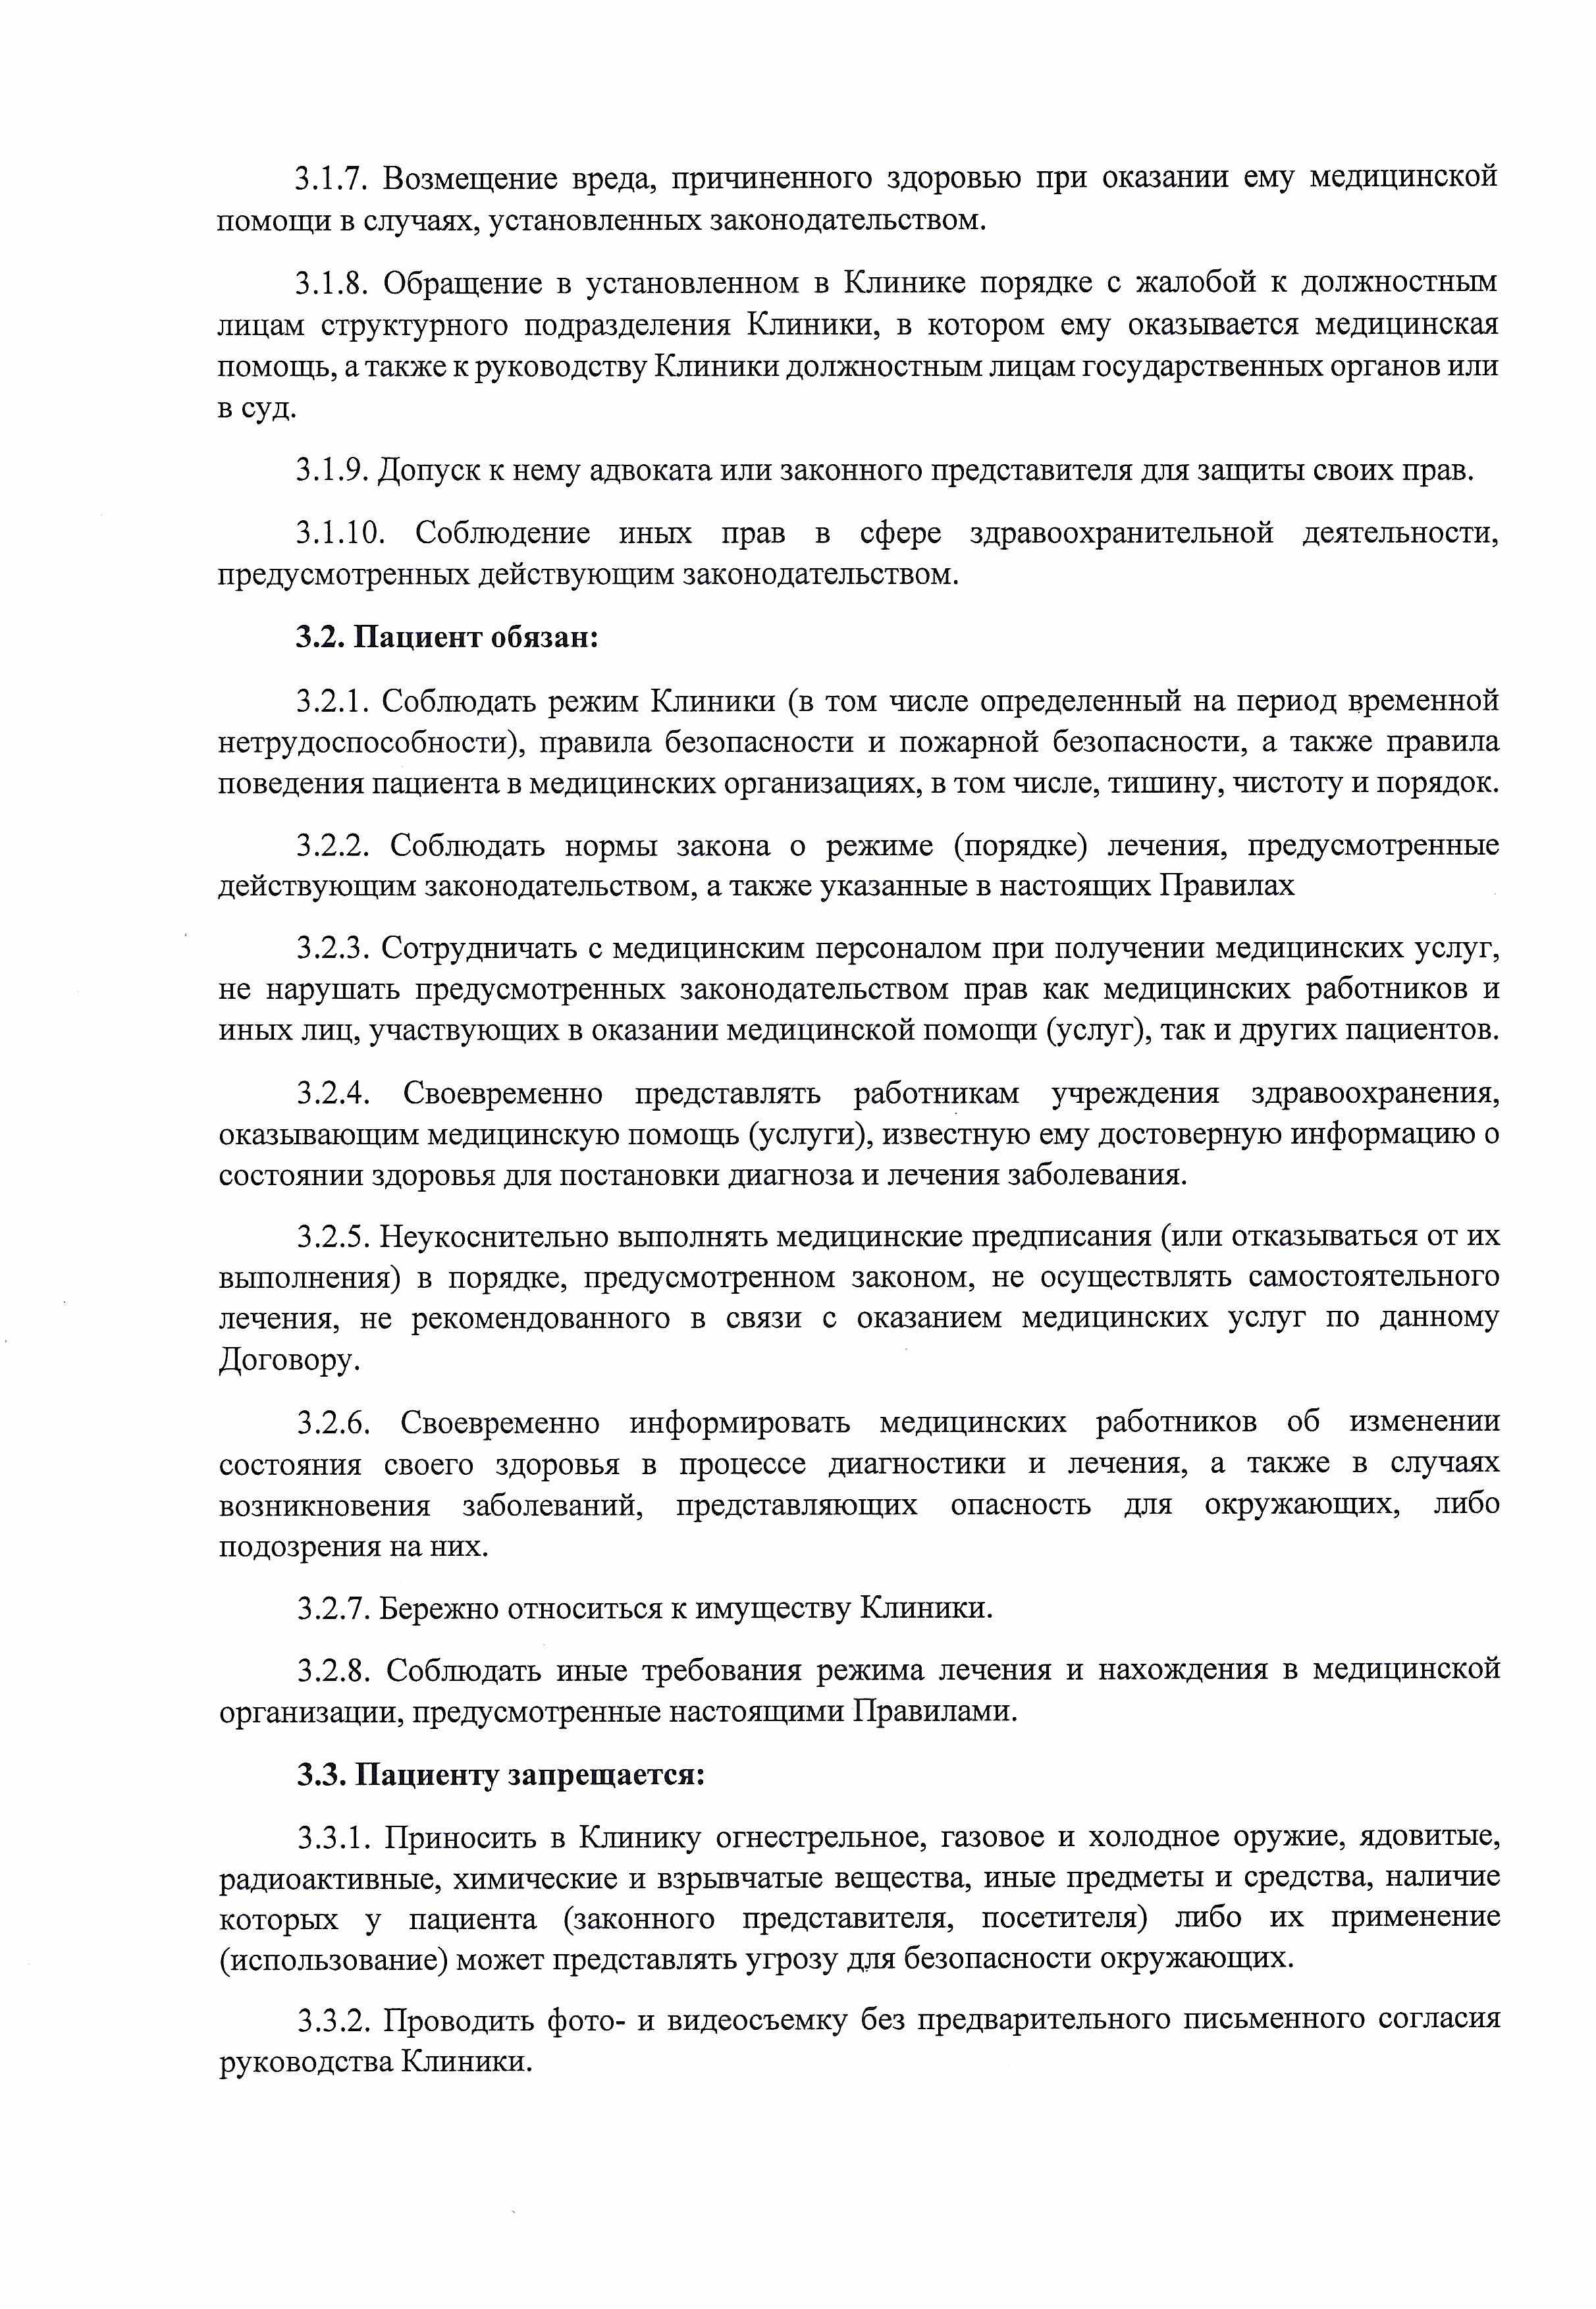 3.1.7. Возмещение вреда, причиненного здоровью при оказании ему медицинской
помощи в случаях, установленных законодательством.
3.1.8. Обращение в установленном в Клинике порядке с жалобой к должностным
лицам структурного подразделения Клиники, в котором ему оказывается медицинская
помощь, а также к руководству Клиники должностным лицам государственных органов или
в суд.
3.1.9. Допуск к нему адвоката или законного представителя для защиты своих прав.
3.1.10. Соблюдение иных прав в сфере здравоохранительной деятельности,
предусмотренных действующим законодательством.
3.2. Пациент обязан:
3.2.1. Соблюдать режим Клиники (в том числе определенный на период временной
нетрудоспособности), правила безопасности и пожарной безопасности, а также правила
поведения пациента в медицинских организациях, в том числе, тишину, чистоту и порядок.
3.2.2. Соблюдать нормы закона о режиме (порядке) лечения, предусмотренные
действующим законодательством, а также указанные в настоящих Правилах
3.2.3. Сотрудничать с медицинским персоналом при получении медицинских услуг,
не нарушать предусмотренных законодательством прав как медицинских работников и
иных лиц, участвующих в оказании медицинской помощи (услуг), так и других пациентов.
3.2.4. Своевременно представлять работникам учреждения здравоохранения,
оказывающим медицинскую помощь (услуги), известную ему достоверную информацию о
состоянии здоровья для постановки диагноза и лечения заболевания.
3.2.5. Неукоснительно выполнять медицинские предписания (или отказываться от их
выполнения) в порядке, предусмотренном законом, не осуществлять самостоятельного
лечения, не рекомендованного в связи с оказанием медицинских услуг по данному
Договору.
3.2.6. Своевременно информировать медицинских работников об изменении
состояния своего здоровья в процессе диагностики и лечения, а также в случаях
возникновения заболеваний, представляющих опасность для окружающих, либо
подозрения на них.
3.2.7. Бережно относиться к имуществу Клиники.
3.2.8. Соблюдать иные требования режима лечения и нахождения в медицинской
организации, предусмотренные настоящими Правилами.
3.3. Пациенту запрещается:
3.3.1. Приносить в Клинику огнестрельное, газовое и холодное оружие, ядовитые,
радиоактивные, химические и взрывчатые вещества, иные предметы и средства, наличие
которых у пациента (законного представителя, посетителя) либо их применение
(использование) может представлять угрозу для безопасности окружающих.
3.3.2. Проводить фото- и видеосъемку без предварительного письменного согласия
руководства Клиники.